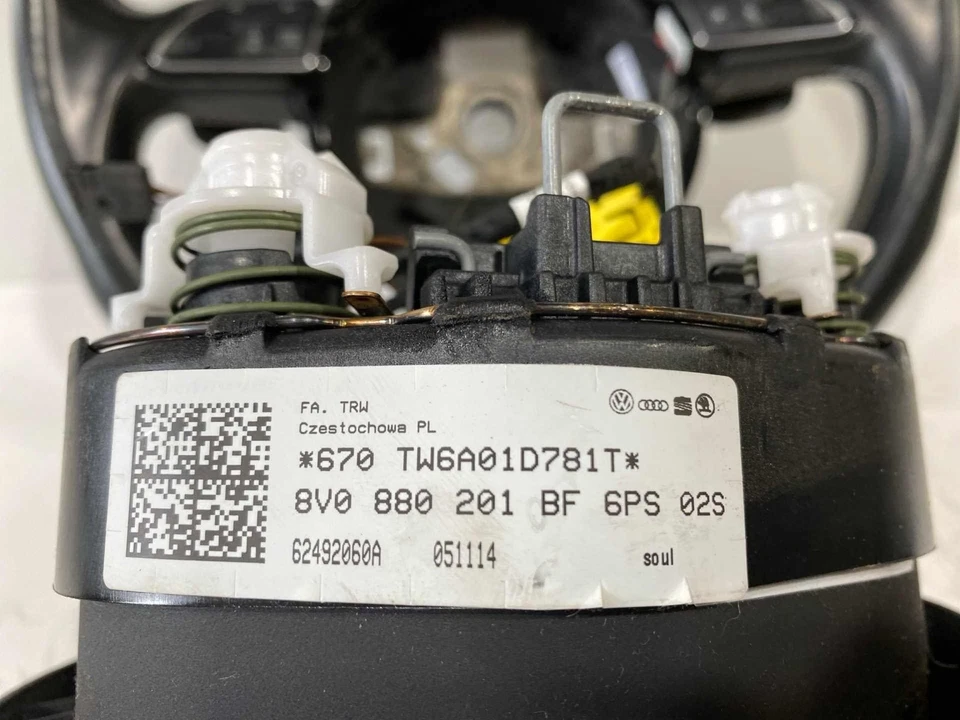 FA. TRW
Czestochowa PL
*670 TW6A01D781T*
8V0 880 201 BF 6PS 02S
62492060A 051114 soul